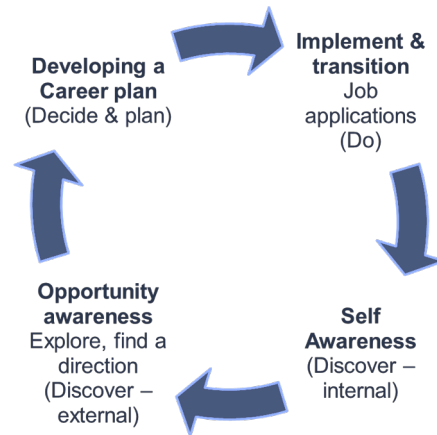 Developing a
Career plan
(Decide & plan)
Implement &
transition
Job
applications
(Do)
Self
Awareness
(Discover –
internal)
Opportunity
awareness
Explore, find a
direction
(Discover –
external)